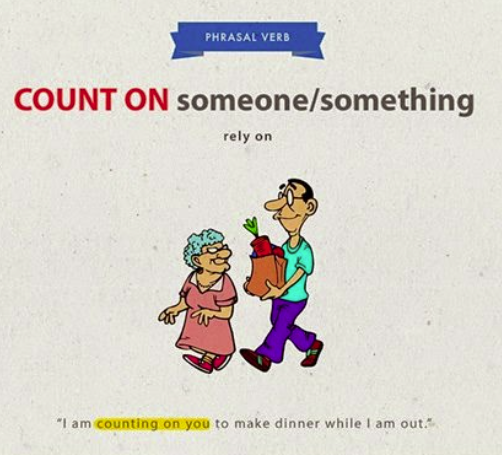 PHRASAL VERB
COUNT ON someone/something
rely on
"I am counting on you to make dinner while I am out."